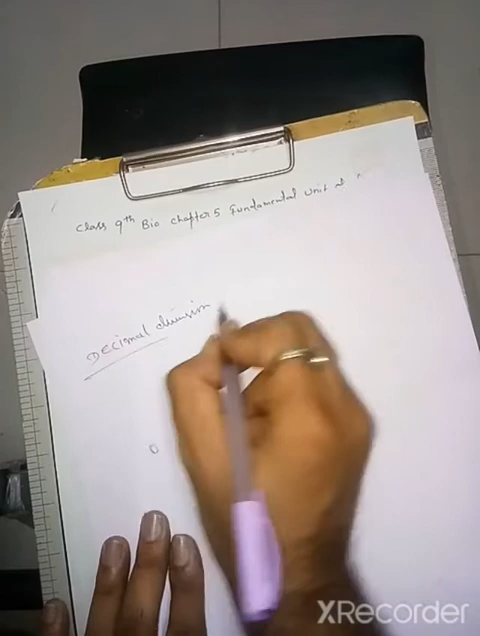 Class 9th Bio chapter 5 Fundamental Unit of
Decimal division
XRecorder